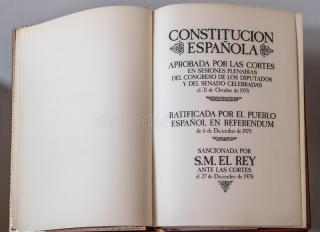 CONSTITUCION
ESPAÑOLA
APROBADA POR LAS CORTES
EN SESIONES PLENARIAS
DEL CONGRESO DE LOS DIPUTADOS
Y DEL SENADO CELEBRADAS
el 31 de Octubre de 1978
RATIFICADA POR EL PUEBLO
ESPAÑOL EN REFERENDUM
de 6 de Diciembre de 1978
SANCIONADA POR
S.M. EL REY
ANTE LAS CORTES
el 27 de Diciembre de 1978